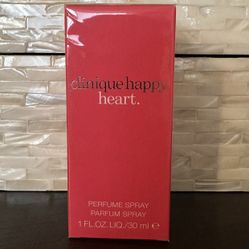 clinique happy
heart.
PERFUME SPRAY
PARFUM SPRAY
1 FL.OZ.LIQ./30 ml ℮